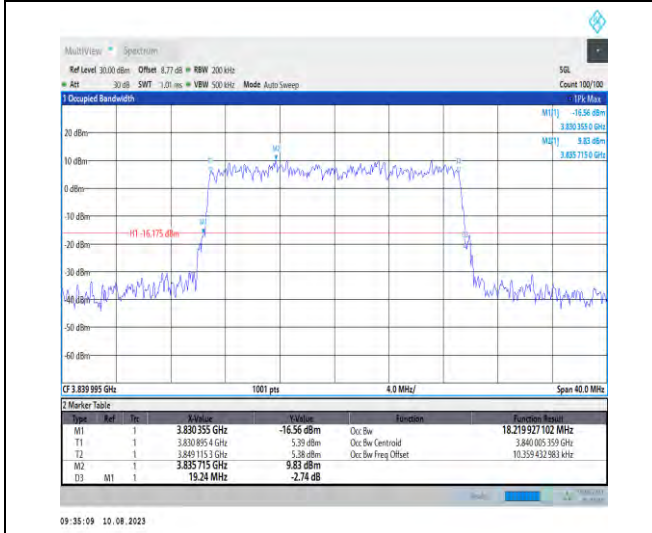 MultiView Spectrum
Ref Level 30.00 dBm Offset 8.77 dB RBW 200 kHz SGL
Att 30 dB SWT 1.01 ms VBW 500 kHz Mode Auto Sweep Count 100/100
1 Occupied Bandwidth 1Pk Max
M1[1] -16.56 dBm
3.830 355 0 GHz
M2[1] 9.83 dBm
3.835 715 0 GHz
20 dBm
10 dBm
M2
0 dBm
-10 dBm
H1 -16.175 dBm
-20 dBm
-30 dBm
-40 dBm
-50 dBm
-60 dBm
CF 3.839 995 GHz 1001 pts 4.0 MHz/ Span 40.0 MHz
2 Marker Table
Type Ref Trc X-Value Y-Value Function Function Result
M1 1 3.830 355 GHz -16.56 dBm Occ Bw 18.219 927 102 MHz
T1 1 3.830 895 4 GHz 5.39 dBm Occ Bw Centroid 3.840 005 359 GHz
T2 1 3.849 115 3 GHz 5.38 dBm Occ Bw Freq Offset 10.359 432 983 kHz
M2 1 3.835 715 GHz 9.83 dBm
D3 M1 1 19.24 MHz -2.74 dB
09:35:09 10.08.2023